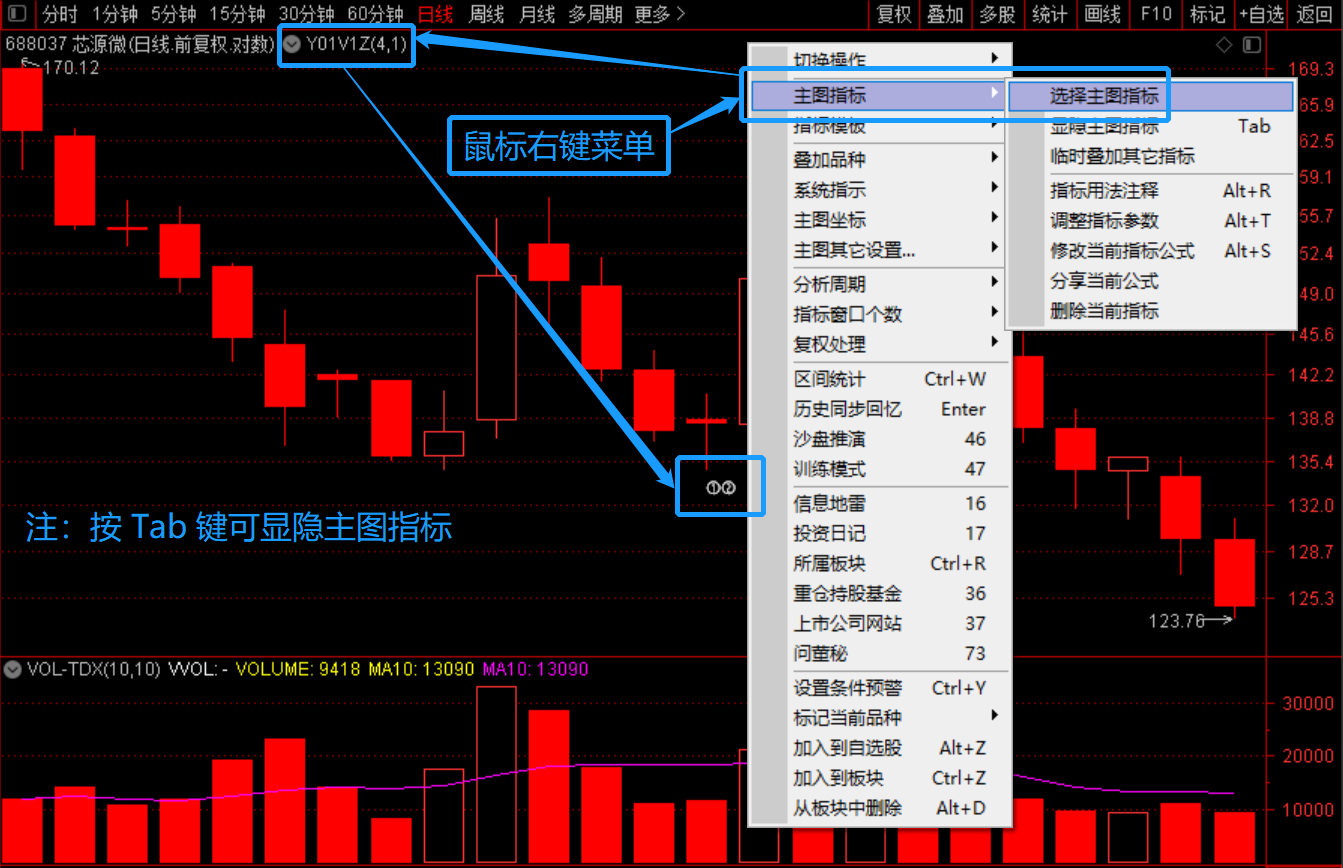 分时 1分钟 5分钟 15分钟 30分钟 60分钟 日线 周线 月线 多周期 更多 > 复权 叠加 多股 统计 画线 F10 标记 +自选 返回
688037 芯源微(日线.前复权.对数) Y01V1Z(4,1)
170.12
169.3
65.9
62.5
59.1
55.7
52.4
49.0
145.6
142.2
138.8
135.4
132.0
128.7
125.3
鼠标右键菜单
切换操作
主图指标
指标模板
叠加品种
系统指示
主图坐标
主图其它设置...
分析周期
指标窗口个数
复权处理
区间统计 Ctrl+W
历史同步回忆 Enter
沙盘推演 46
训练模式 47
信息地雷 16
投资日记 17
所属板块 Ctrl+R
重仓持股基金 36
上市公司网站 37
问董秘 73
设置条件预警 Ctrl+Y
标记当前品种
加入到自选股 Alt+Z
加入到板块 Ctrl+Z
从板块中删除 Alt+D
选择主图指标
显隐主图指标 Tab
临时叠加其它指标
指标用法注释 Alt+R
调整指标参数 Alt+T
修改当前指标公式 Alt+S
分享当前公式
删除当前指标
①②
注：按 Tab 键可显隐主图指标
123.76
VOL-TDX(10,10) VVOL: - VOLUME: 9418 MA10: 13090 MA10: 13090
30000
20000
10000